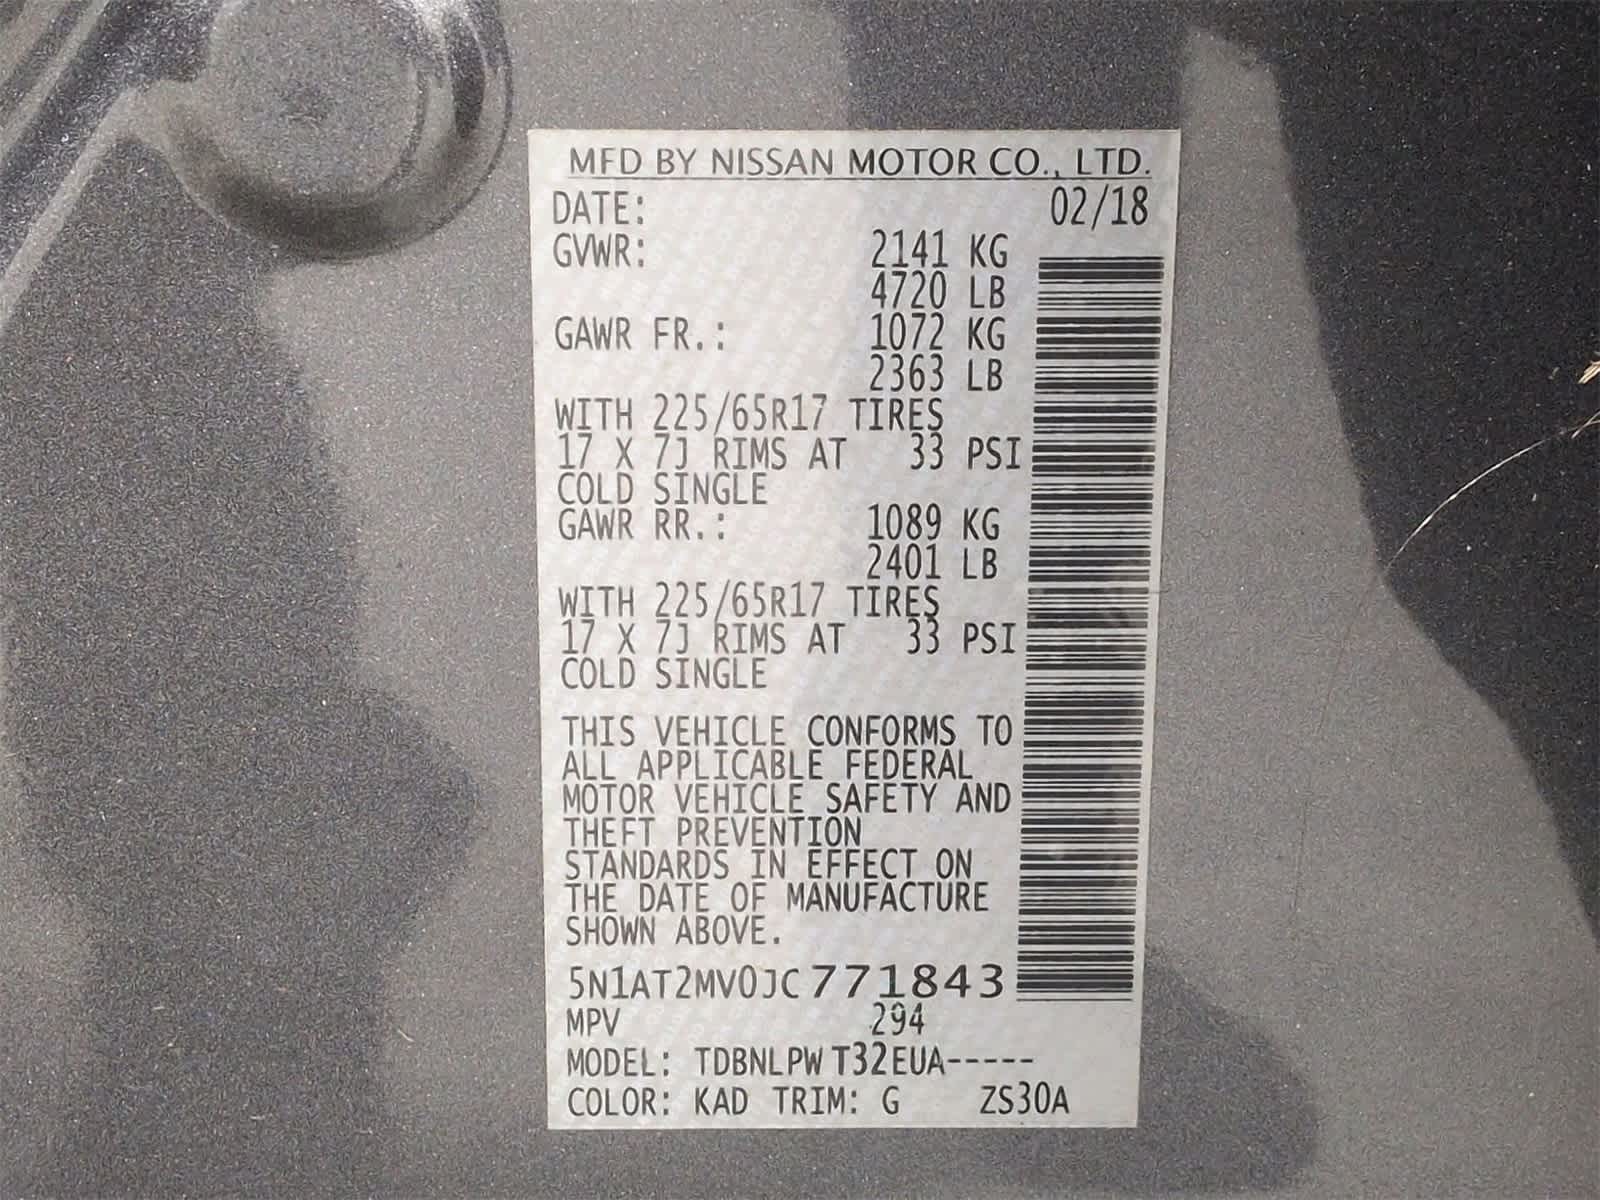 MFD BY NISSAN MOTOR CO., LTD.
DATE: 02/18
GVWR: 2141 KG
4720 LB
GAWR FR.: 1072 KG
2363 LB
WITH 225/65R17 TIRES
17 X 7J RIMS AT 33 PSI
COLD SINGLE
GAWR RR.: 1089 KG
2401 LB
WITH 225/65R17 TIRES
17 X 7J RIMS AT 33 PSI
COLD SINGLE
THIS VEHICLE CONFORMS TO
ALL APPLICABLE FEDERAL
MOTOR VEHICLE SAFETY AND
THEFT PREVENTION
STANDARDS IN EFFECT ON
THE DATE OF MANUFACTURE
SHOWN ABOVE.
5N1AT2MV0JC771843
MPV 294
MODEL: TDBNLPW T32EUA-----
COLOR: KAD TRIM: G ZS30A